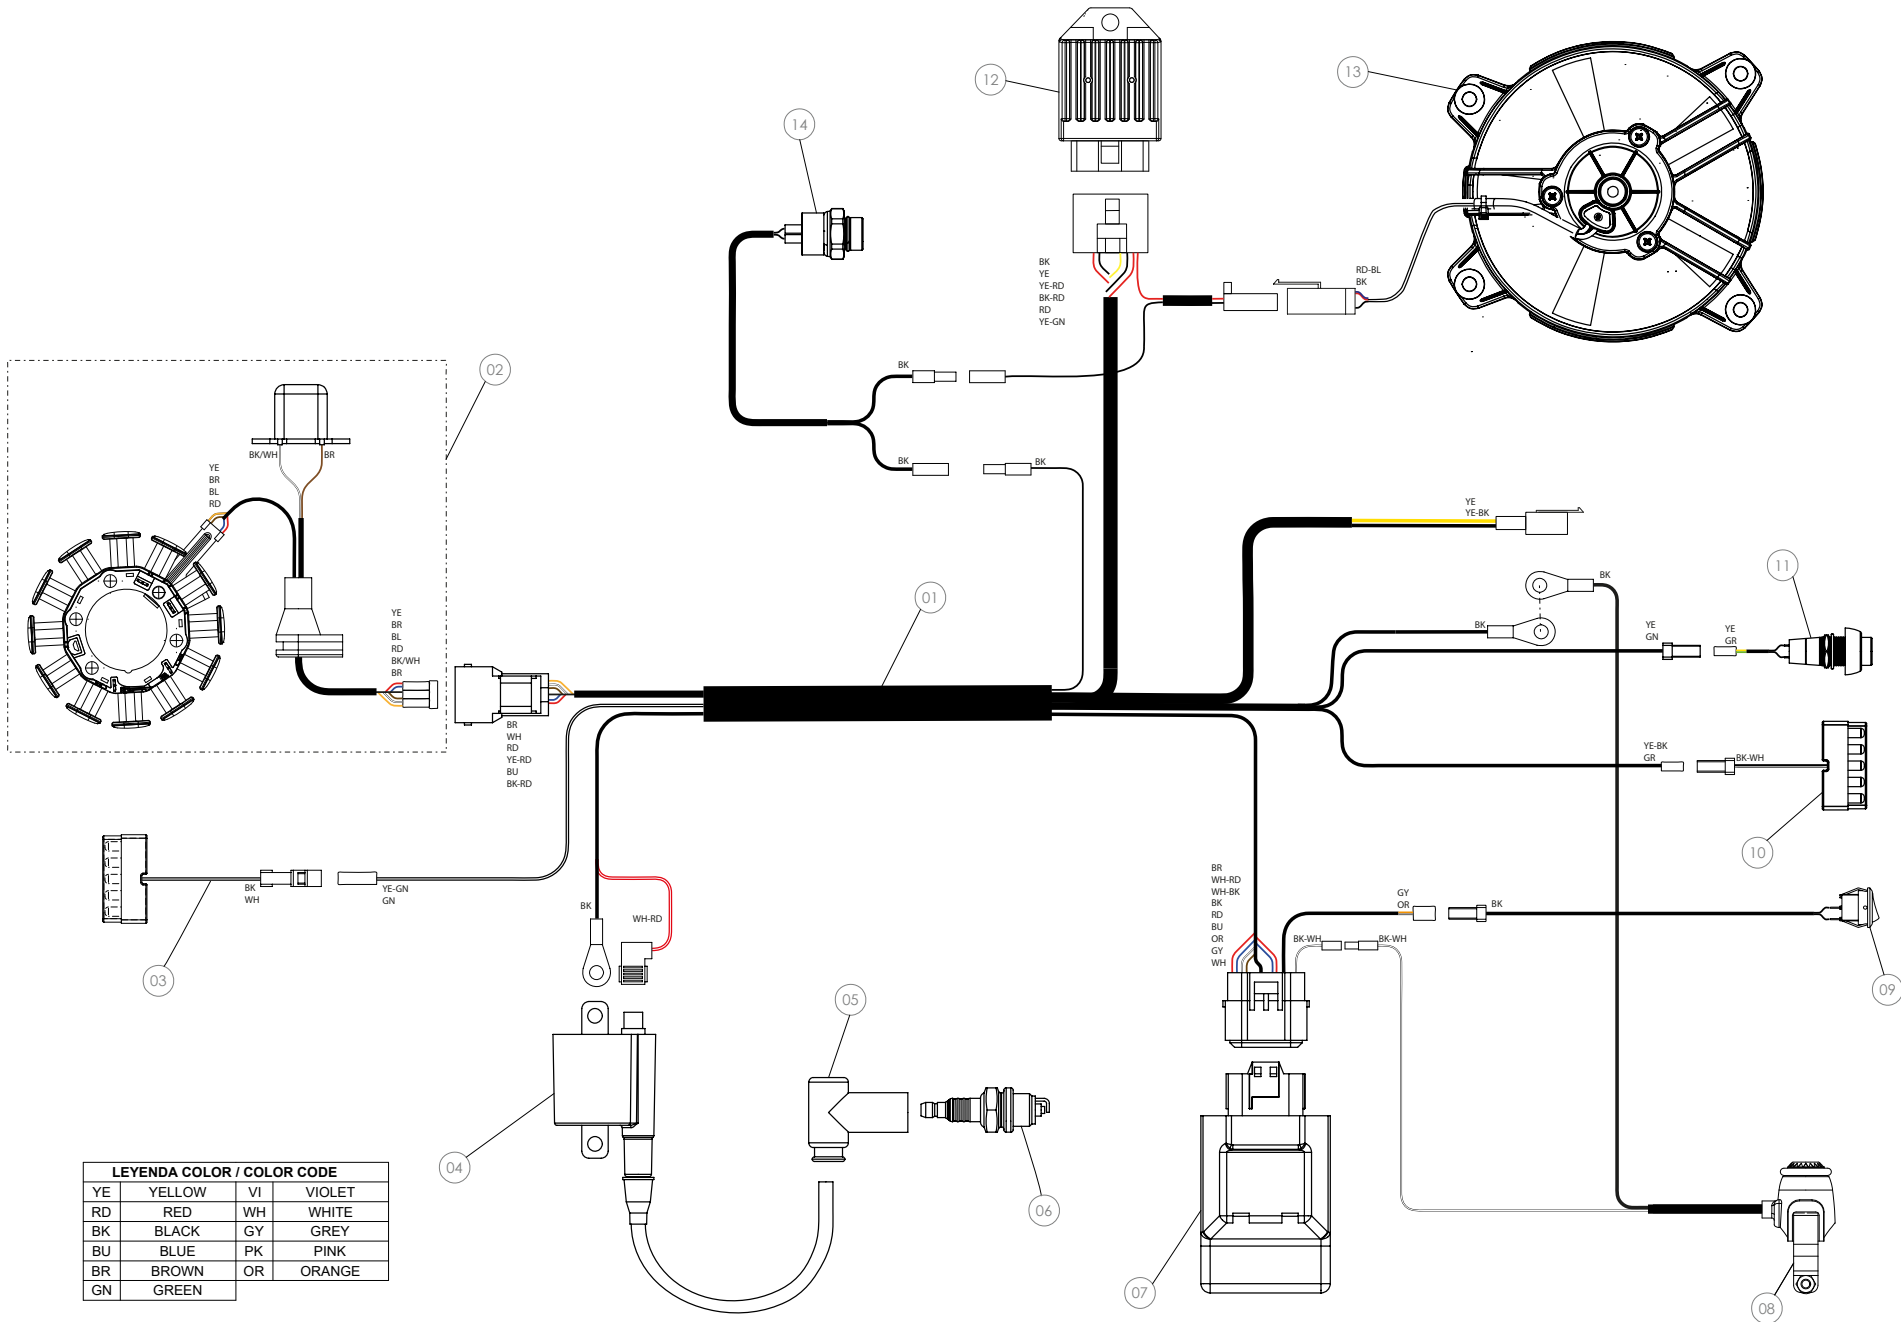 12
13
14
BK
YE
YE-RD
BK-RD
RD
YE-GN
RD-BL
BK
02
BK
BK/WH
BR
YE
BR
BL
RD
BK
BK
YE
YE-BK
01
11
BK
BK
YE
GN
YE
GR
YE
BR
BL
RD
BK/WH
BR
BR
WH
RD
YE-RD
BU
BK-RD
YE-BK
GR
BK-WH
10
BK
WH
YE-GN
GN
03
BK
WH-RD
BR
WH-RD
WH-BK
BK
RD
BU
OR
GY
WH
GY
OR
BK
BK-WH
BK-WH
09
05
04
06
07
08
LEYENDA COLOR / COLOR CODE
YE YELLOW VI VIOLET
RD RED WH WHITE
BK BLACK GY GREY
BU BLUE PK PINK
BR BROWN OR ORANGE
GN GREEN